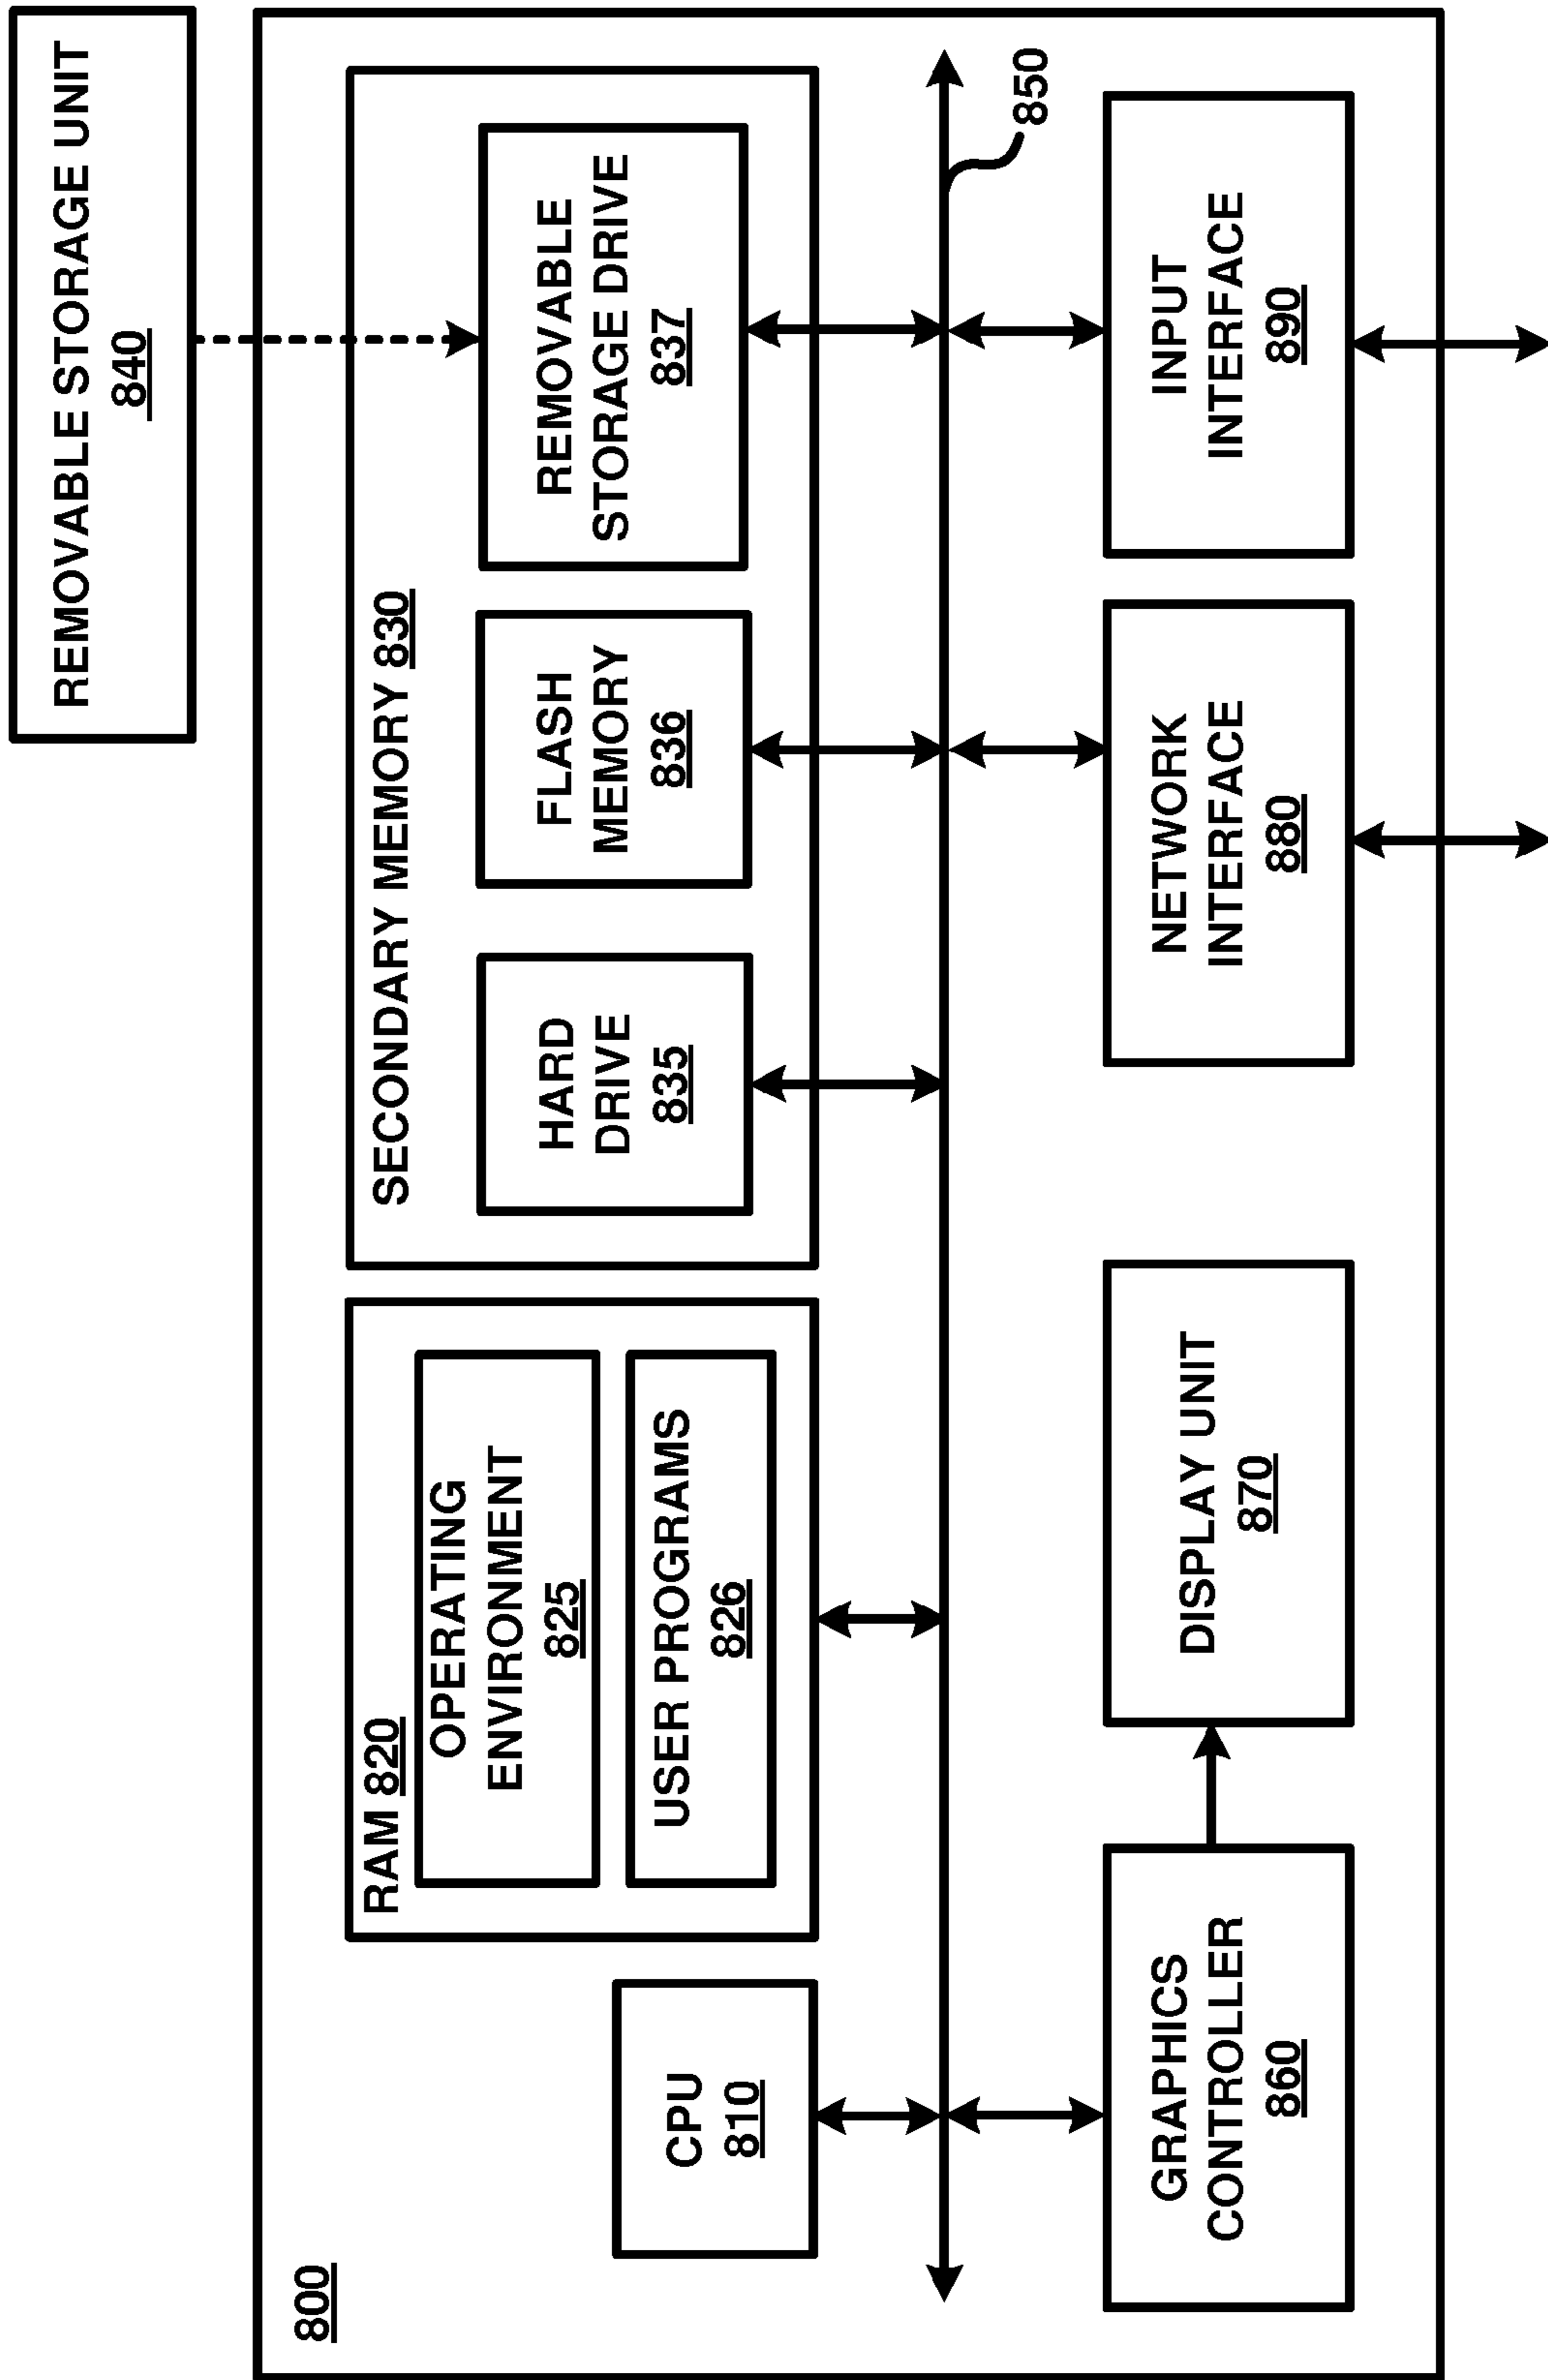 800
CPU
810
RAM 820
OPERATING
ENVIRONMENT
825
USER PROGRAMS
826
SECONDARY MEMORY 830
HARD
DRIVE
835
FLASH
MEMORY
836
REMOVABLE
STORAGE DRIVE
837
REMOVABLE STORAGE UNIT
840
850
GRAPHICS
CONTROLLER
860
DISPLAY UNIT
870
NETWORK
INTERFACE
880
INPUT
INTERFACE
890